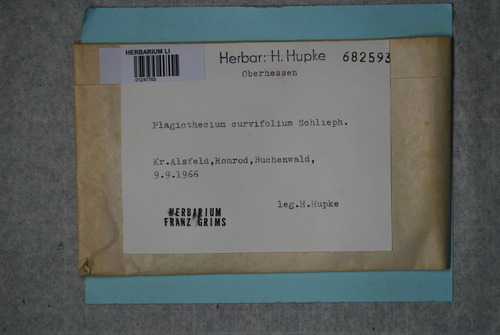 HERBARIUM LI
01247763
Herbar: H. Hupke 682593
Oberhessen
Plagiothecium curvifolium Schlieph.
Kr.Alsfeld,Romrod,Buchenwald,
9.9.1966
leg.H.Hupke
HERBARIUM
FRANZ GRIMS